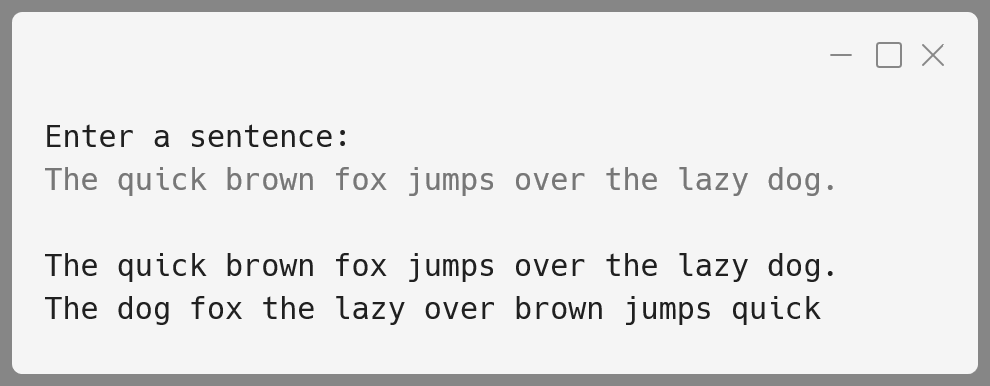 Enter a sentence:
The quick brown fox jumps over the lazy dog.
The quick brown fox jumps over the lazy dog.
The dog fox the lazy over brown jumps quick